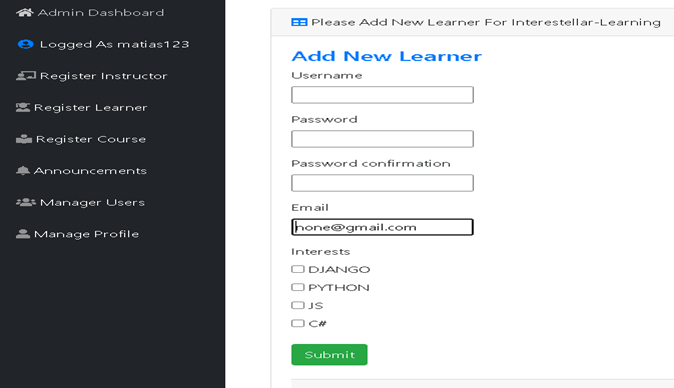 Admin Dashboard
Logged As matias123
Register Instructor
Register Learner
Register Course
Announcements
Manager Users
Manage Profile
Please Add New Learner For Interestellar-Learning
Add New Learner
Username
Password
Password confirmation
Email
none@gmail.com
Interests
DJANGO
PYTHON
JS
C#
Submit